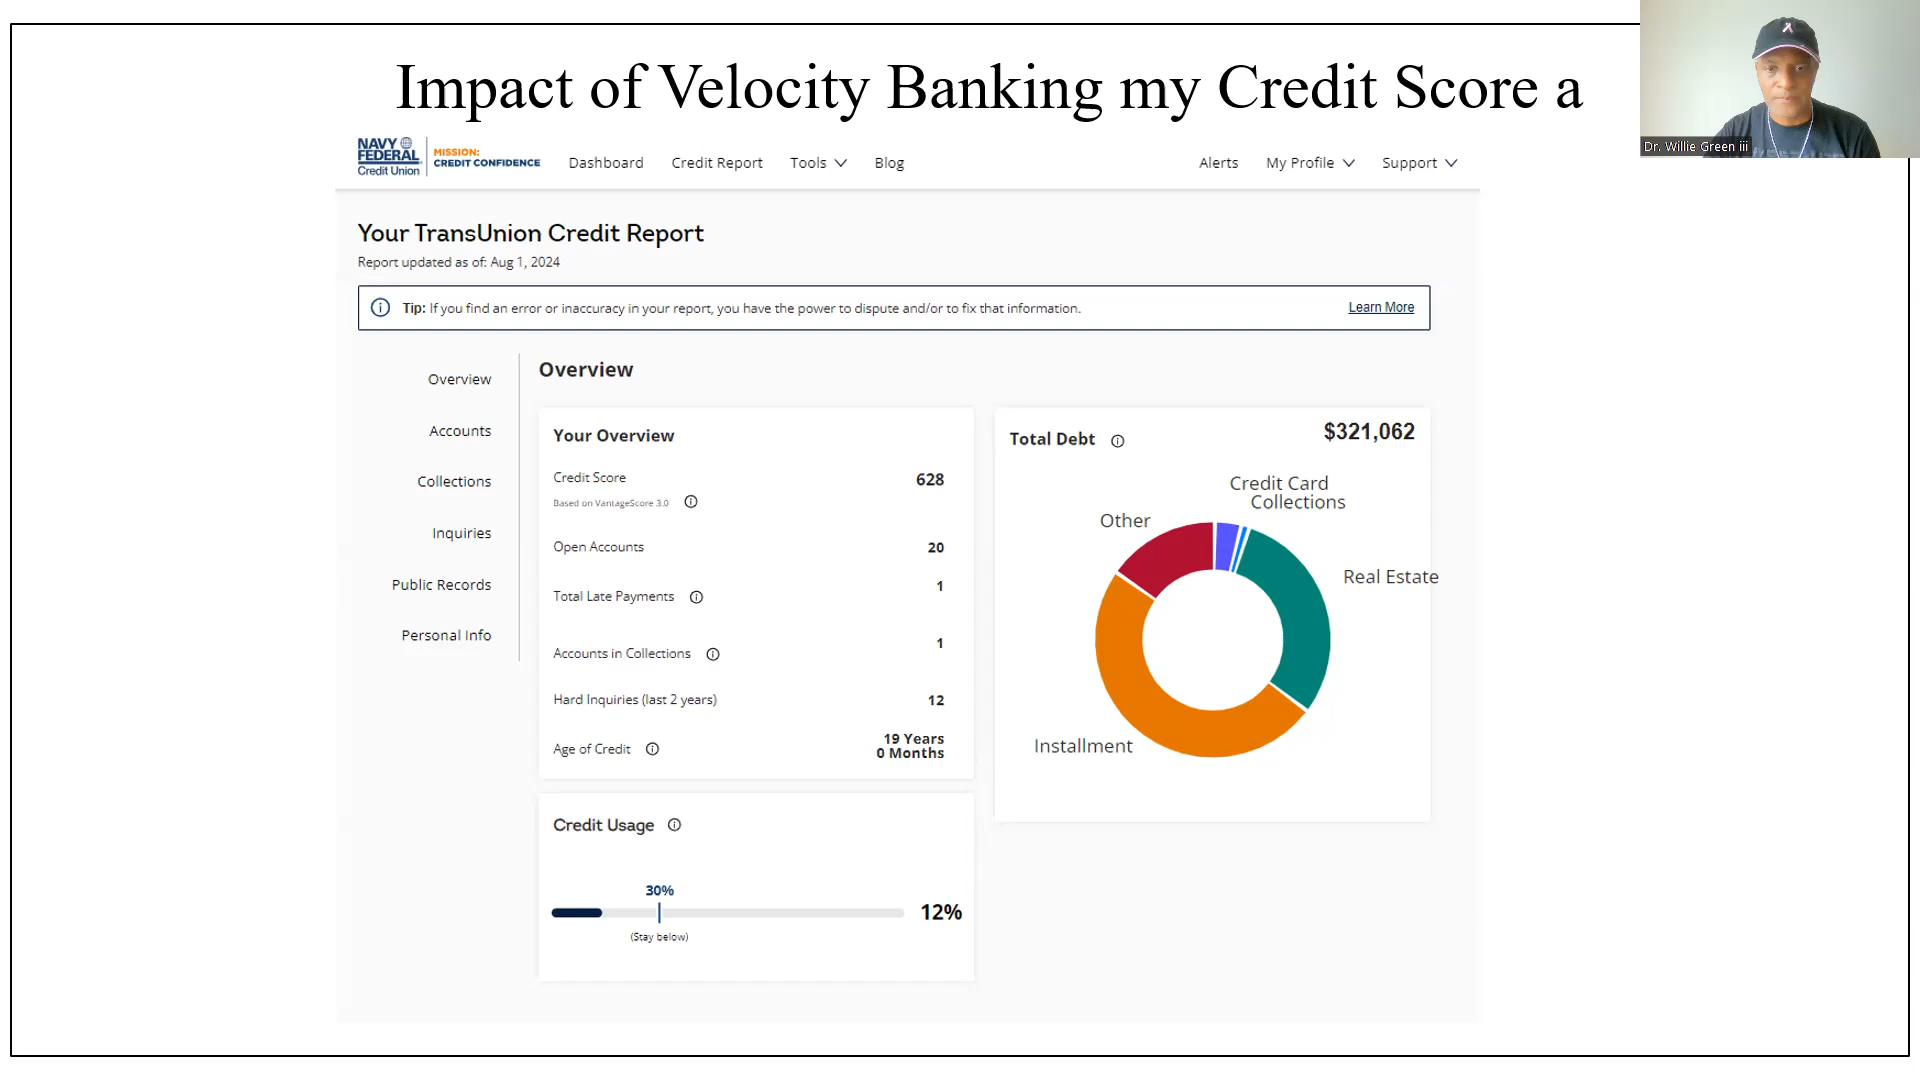 Impact of Velocity Banking my Credit Score a
Dr. Willie Green iii
NAVY
FEDERAL
Credit Union
MISSION:
CREDIT CONFIDENCE
Dashboard
Credit Report
Tools
Blog
Alerts
My Profile
Support
Your TransUnion Credit Report
Report updated as of: Aug 1, 2024
Tip: If you find an error or inaccuracy in your report, you have the power to dispute and/or to fix that information.
Learn More
Overview
Accounts
Collections
Inquiries
Public Records
Personal Info
Overview
Your Overview
Credit Score
628
Based on VantageScore 3.0
Open Accounts
20
Total Late Payments
1
Accounts in Collections
1
Hard Inquiries (last 2 years)
12
Age of Credit
19 Years
0 Months
Total Debt
$321,062
Credit Card
Collections
Other
Real Estate
Installment
Credit Usage
30%
12%
(Stay below)